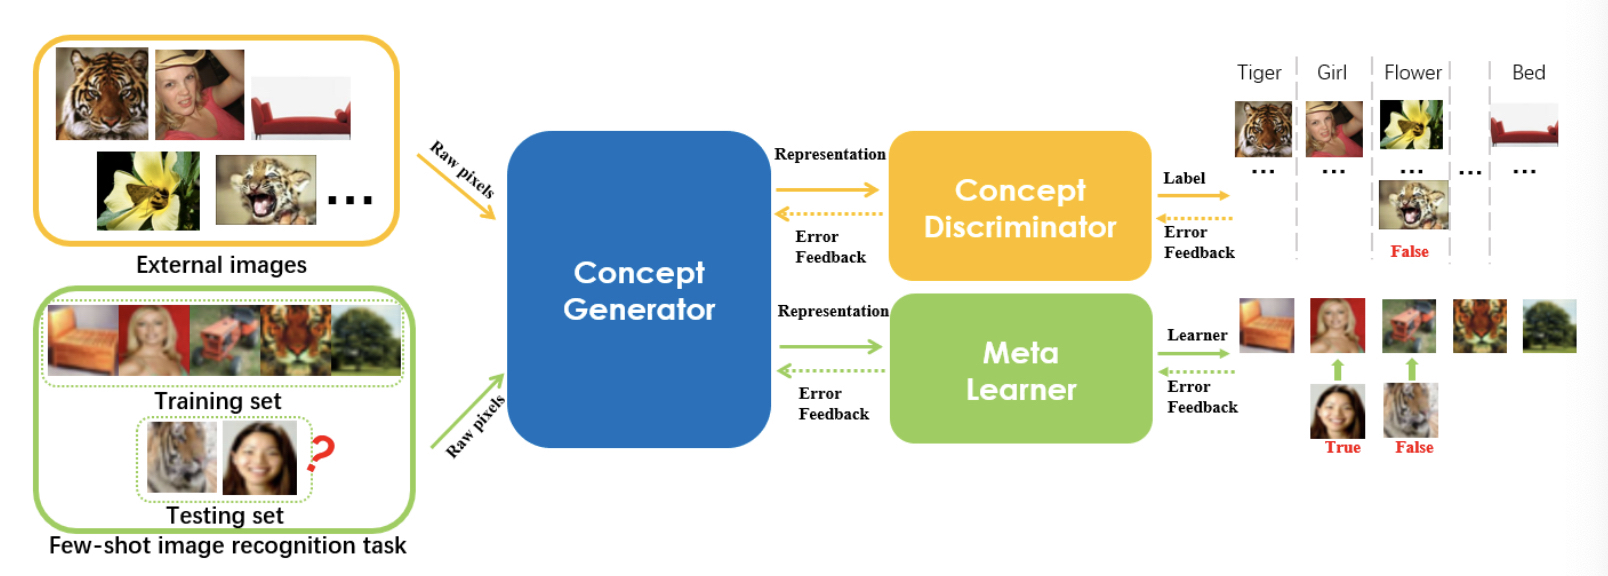 External images
Training set
Testing set
Few-shot image recognition task
Raw pixels
Raw pixels
Concept
Generator
Representation
Error
Feedback
Representation
Error
Feedback
Concept
Discriminator
Meta
Learner
Label
Error
Feedback
Learner
Error
Feedback
Tiger
Girl
Flower
Bed
...
...
...
...
...
False
True
False
...
?